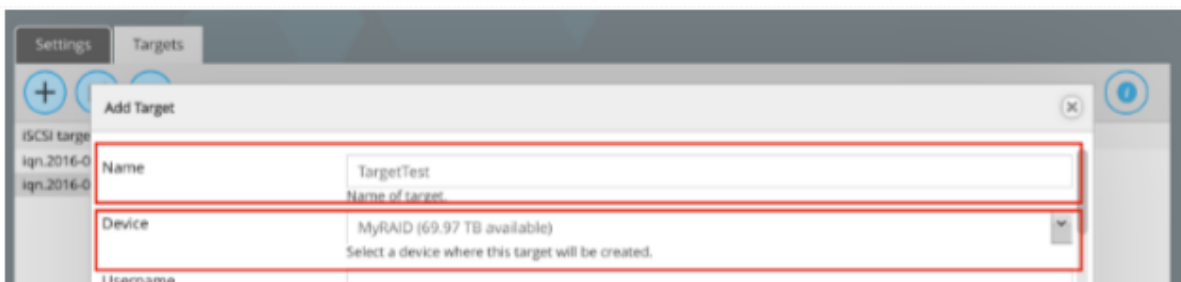 Settings Targets
Add Target
iSCSI targe
iqn.2016-0
iqn.2016-0
Name
TargetTest
Name of target.
Device
MyRAID (69.97 TB available)
Select a device where this target will be created.
Username